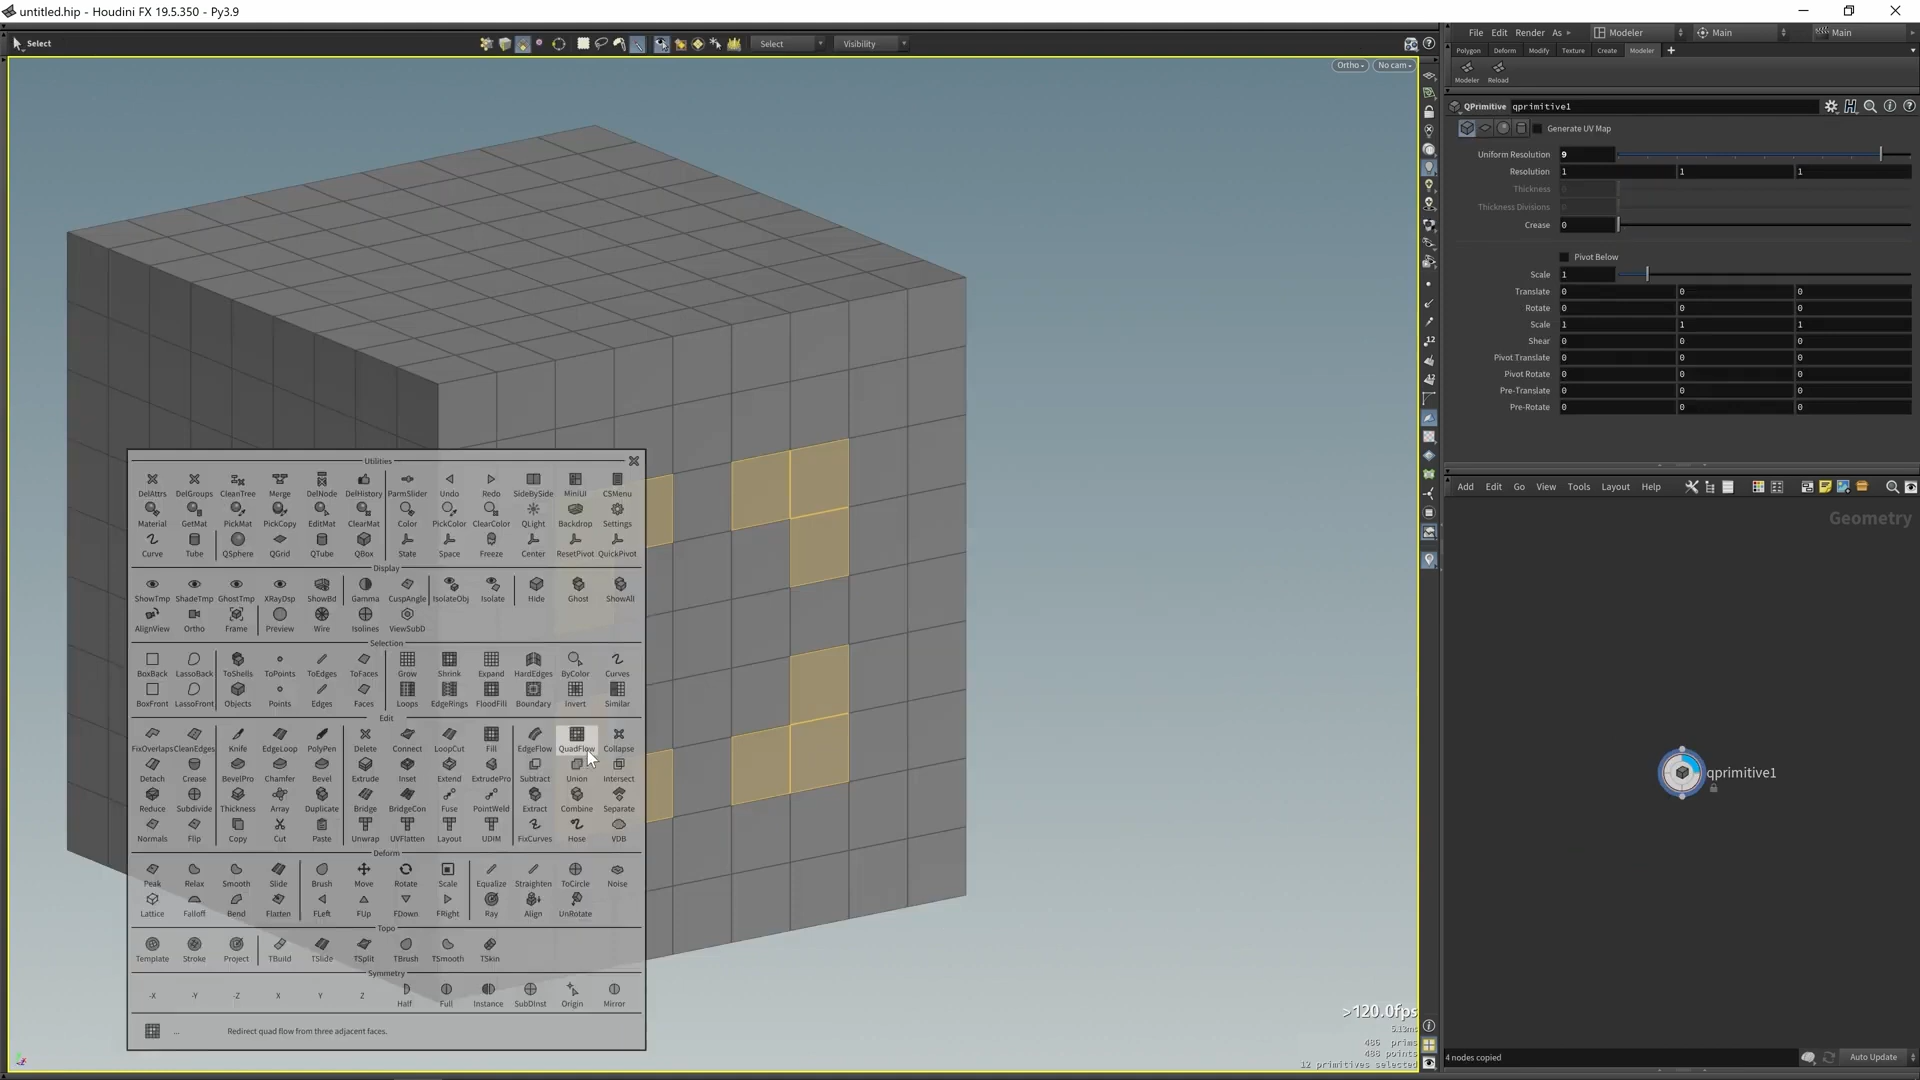 untitled.hip - Houdini FX 19.5.350 - Py3.9
Select
Select
Visibility
Ortho
No cam
File Edit Render As
Modeler
Main
Main
Polygon Deform Modify Texture Create Modeler
Modeler Reload
QPrimitive qprimitive1
Generate UV Map
Uniform Resolution 9
Resolution 1 1 1
Thickness 0
Thickness Divisions 0
Crease 0
Pivot Below
Scale 1
Translate 0 0 0
Rotate 0 0 0
Scale 1 1 1
Shear 0 0 0
Pivot Translate 0 0 0
Pivot Rotate 0 0 0
Pre-Translate 0 0 0
Pre-Rotate 0 0 0
Add Edit Go View Tools Layout Help
Geometry
qprimitive1
4 nodes copied
Auto Update
Utilities
DelAttrs DelGroups CleanTree Merge DelNode DelHistory ParmSlider Undo Redo SideBySide MiniUI CSMenu
Material GetMat PickMat PickCopy EditMat ClearMat Color PickColor ClearColor QLight Backdrop Settings
Curve Tube QSphere QGrid QTube QBox State Space Freeze Center ResetPivot QuickPivot
Display
ShowTmp ShadeTmp GhostTmp XRayDsp ShowBd Gamma CuspAngle IsolateObj Isolate Hide Ghost ShowAll
AlignView Ortho Frame Preview Wire Isolines ViewSubD
Selection
BoxBack LassoBack ToShells ToPoints ToEdges ToFaces Grow Shrink Expand HardEdges ByColor Curves
BoxFront LassoFront Objects Points Edges Faces Loops EdgeRings FloodFill Boundary Invert Similar
Edit
FixOverlaps CleanEdges Knife EdgeLoop PolyPen Delete Connect LoopCut Fill EdgeFlow QuadFlow Collapse
Detach Crease BevelPro Chamfer Bevel Extrude Inset Extend ExtrudePro Subtract Union Intersect
Reduce Subdivide Thickness Array Duplicate Bridge BridgeCon Fuse PointWeld Extract Combine Separate
Normals Flip Copy Cut Paste Unwrap UVFlatten Layout UDIM FixCurves Hose VDB
Deform
Peak Relax Smooth Slide Brush Move Rotate Scale Equalize Straighten ToCircle Noise
Lattice Falloff Bend Flatten FLeft FUp FDown FRight Ray Align UnRotate
Topo
Template Stroke Project TBuild TSlide TSplit TBrush TSmooth TSkin
Symmetry
-X -Y -Z X Y Z Half Full Instance SubDInst Origin Mirror
... Redirect quad flow from three adjacent faces.
>120.0fps
486 prims
488 points
12 primitives selected